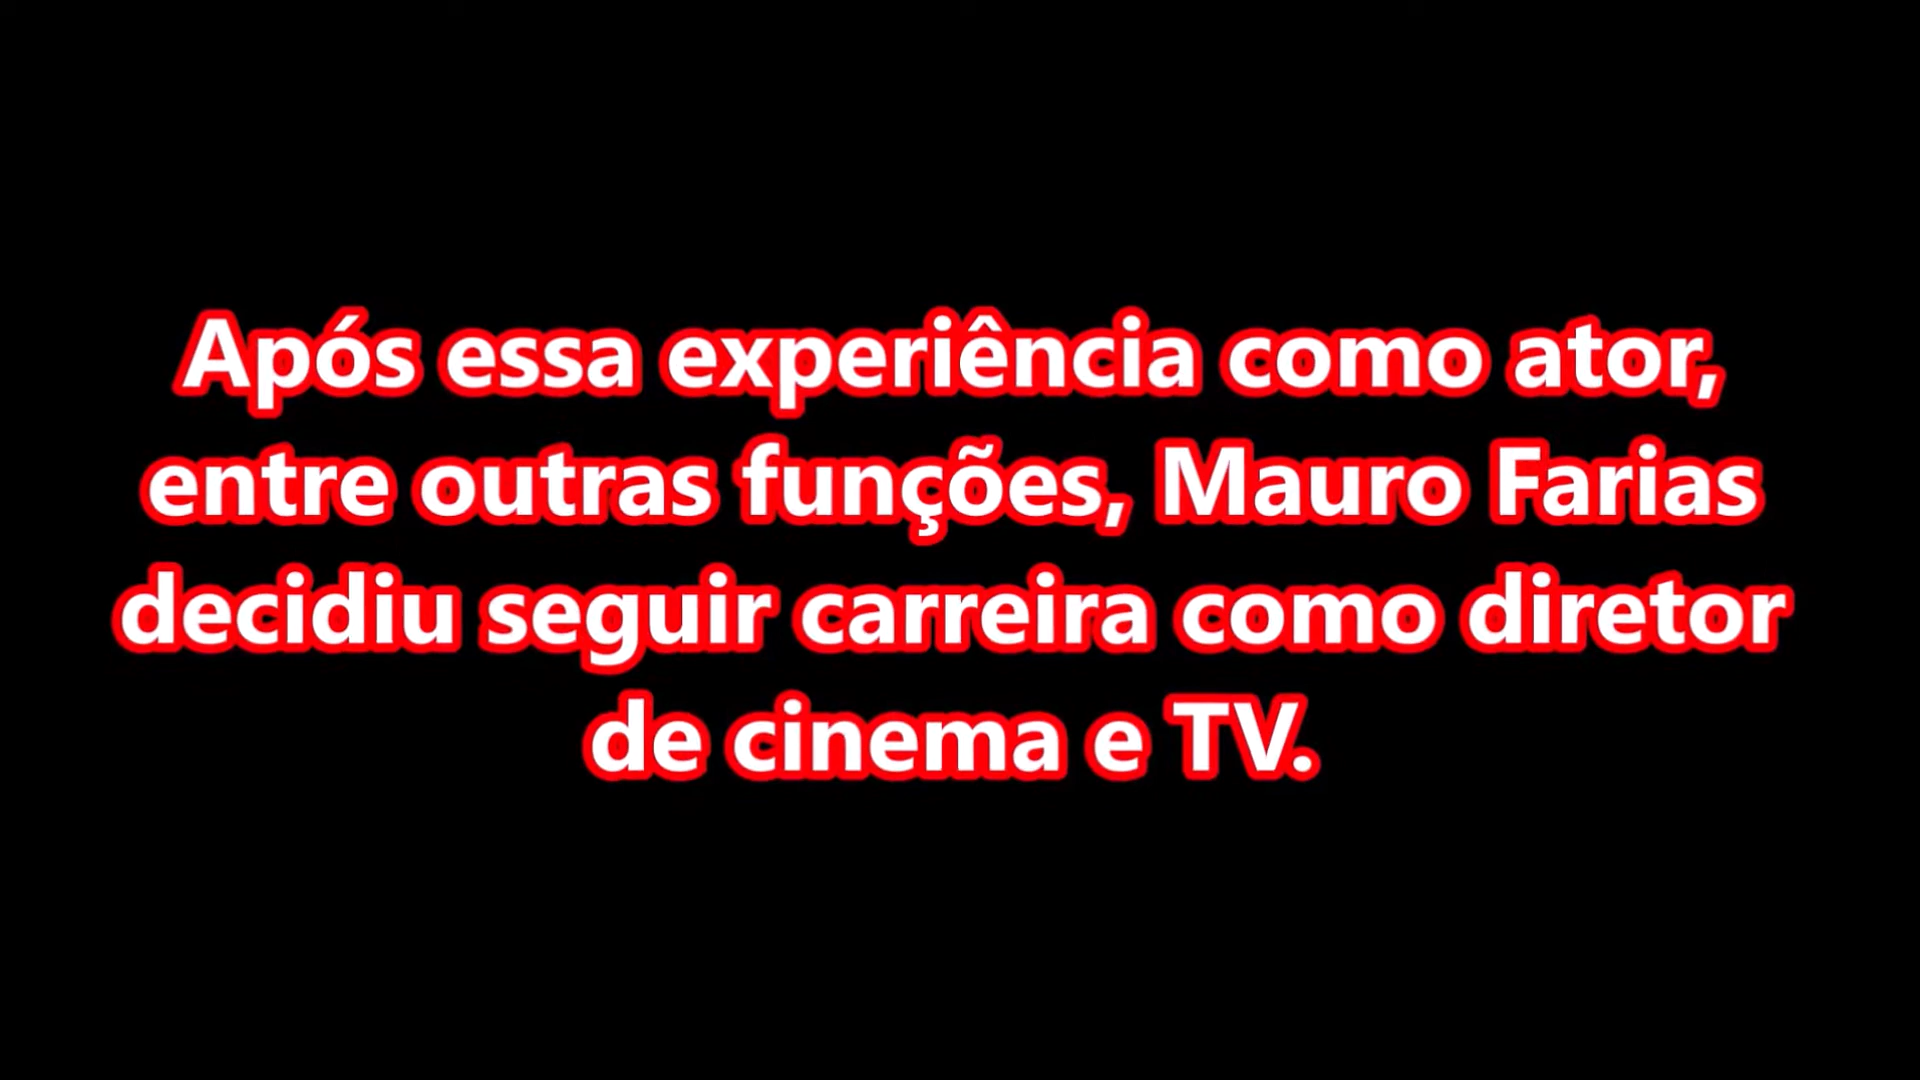 Após essa experiência como ator,
entre outras funções, Mauro Farias
decidiu seguir carreira como diretor
de cinema e TV.